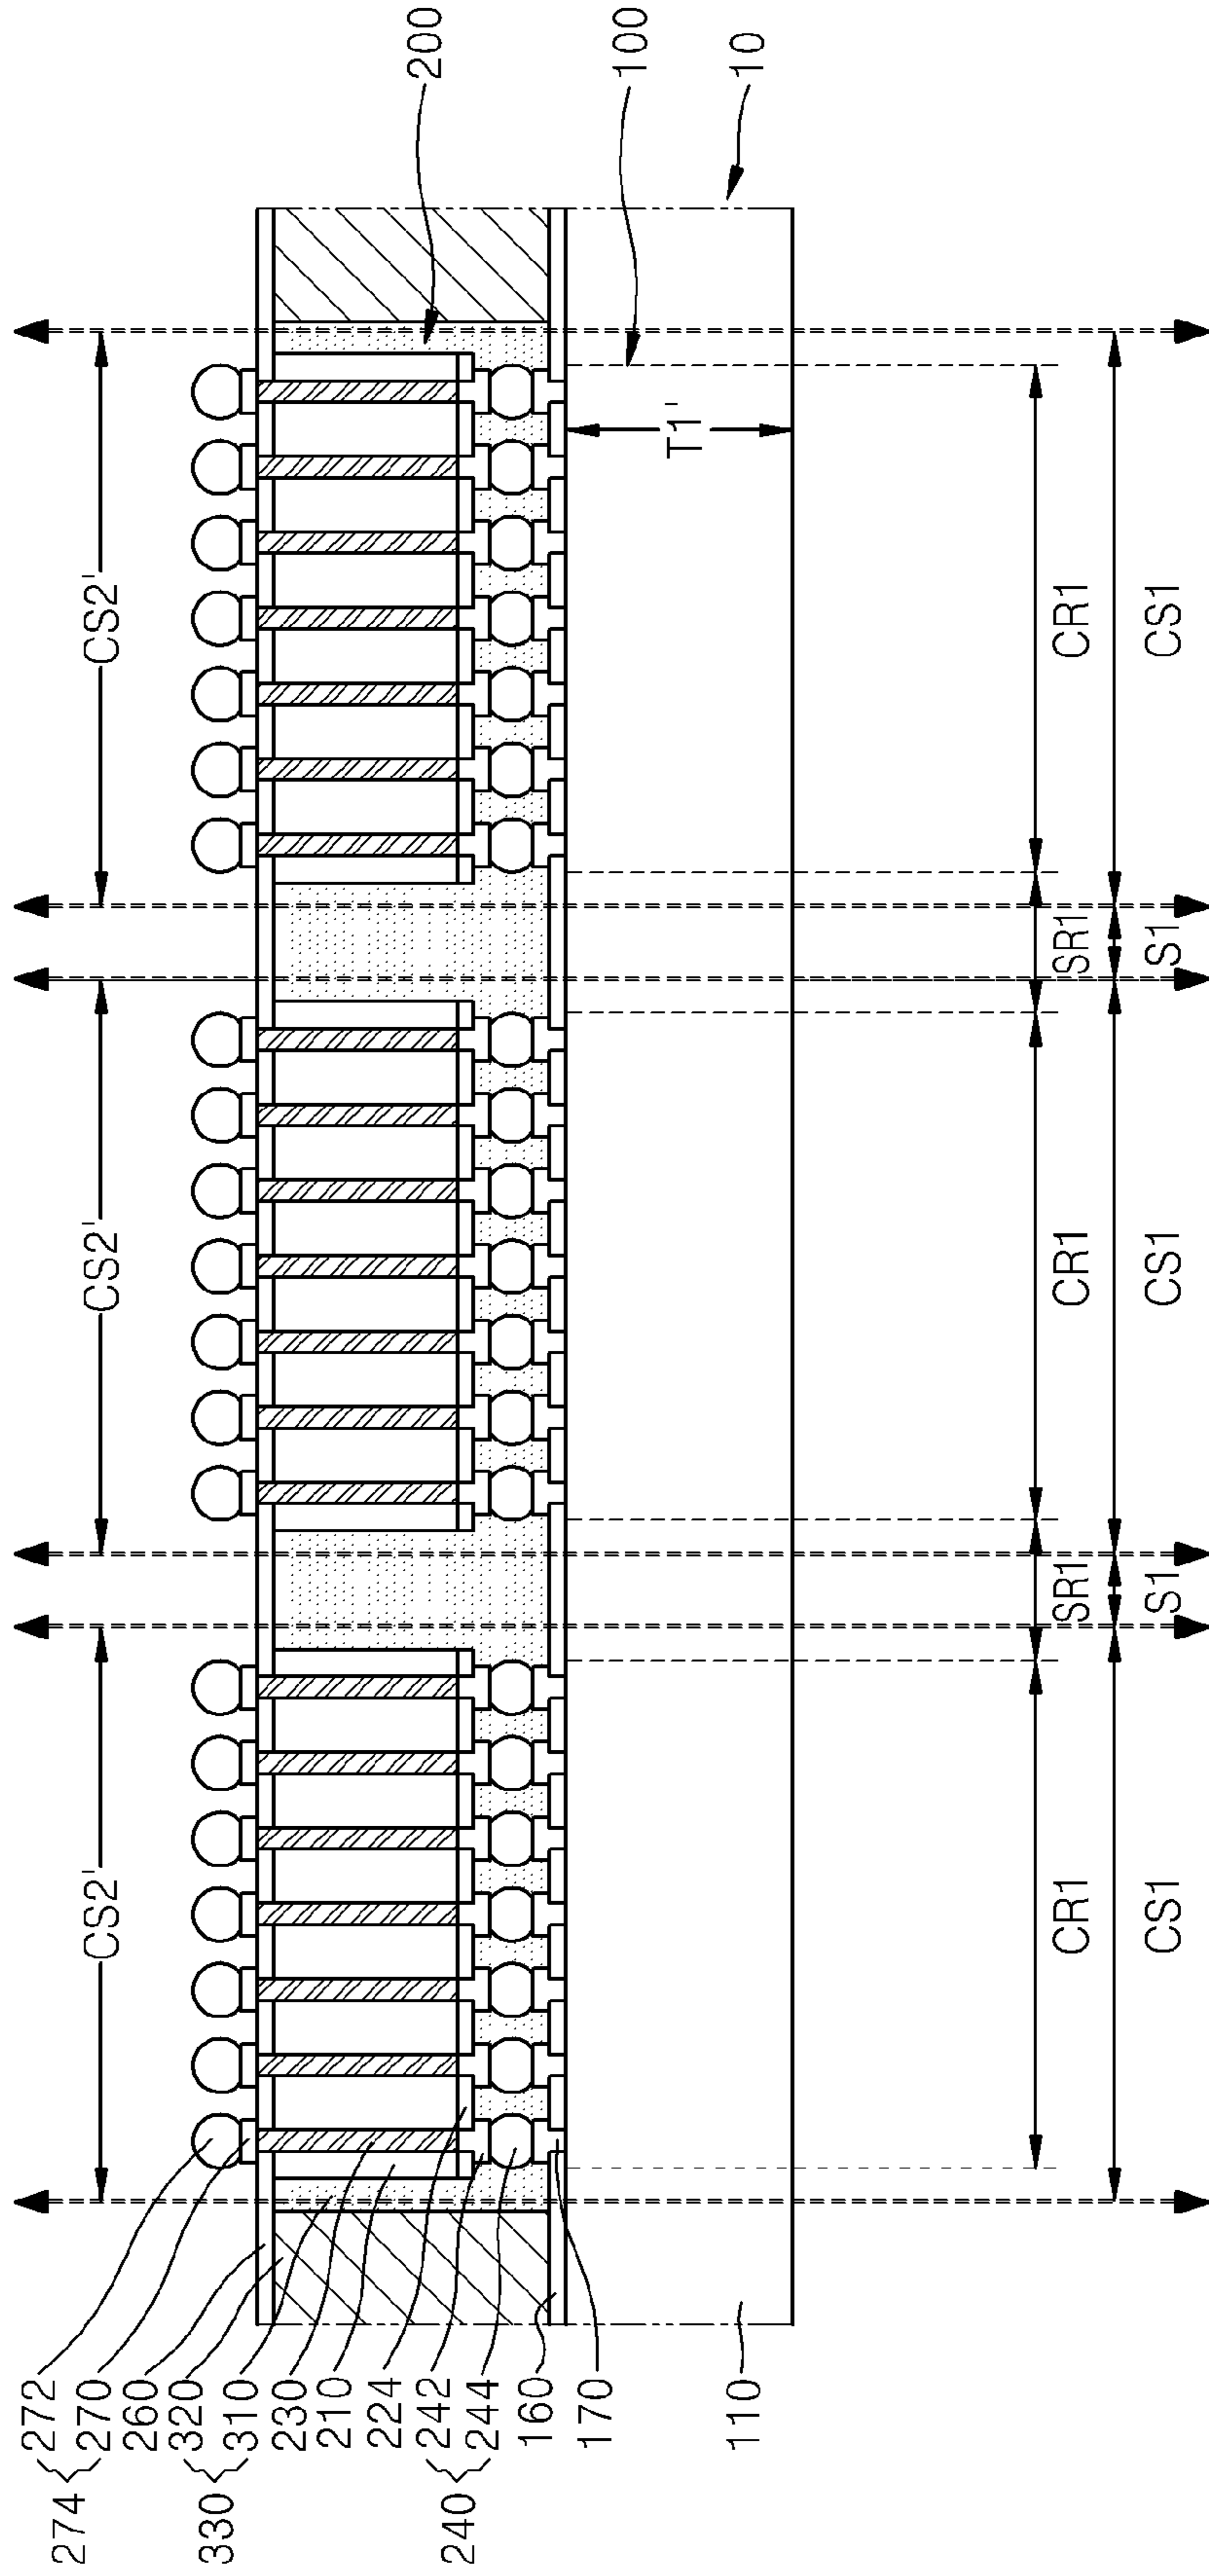 CS2' CS2' CS2'
200
100
10
274 { 272
270
260
330 { 320
310
230
210
224
240 { 242
244
160
170
110
T1'
CR1 SR1 CR1 SR1 CR1
CS1 S1 CS1 S1 CS1